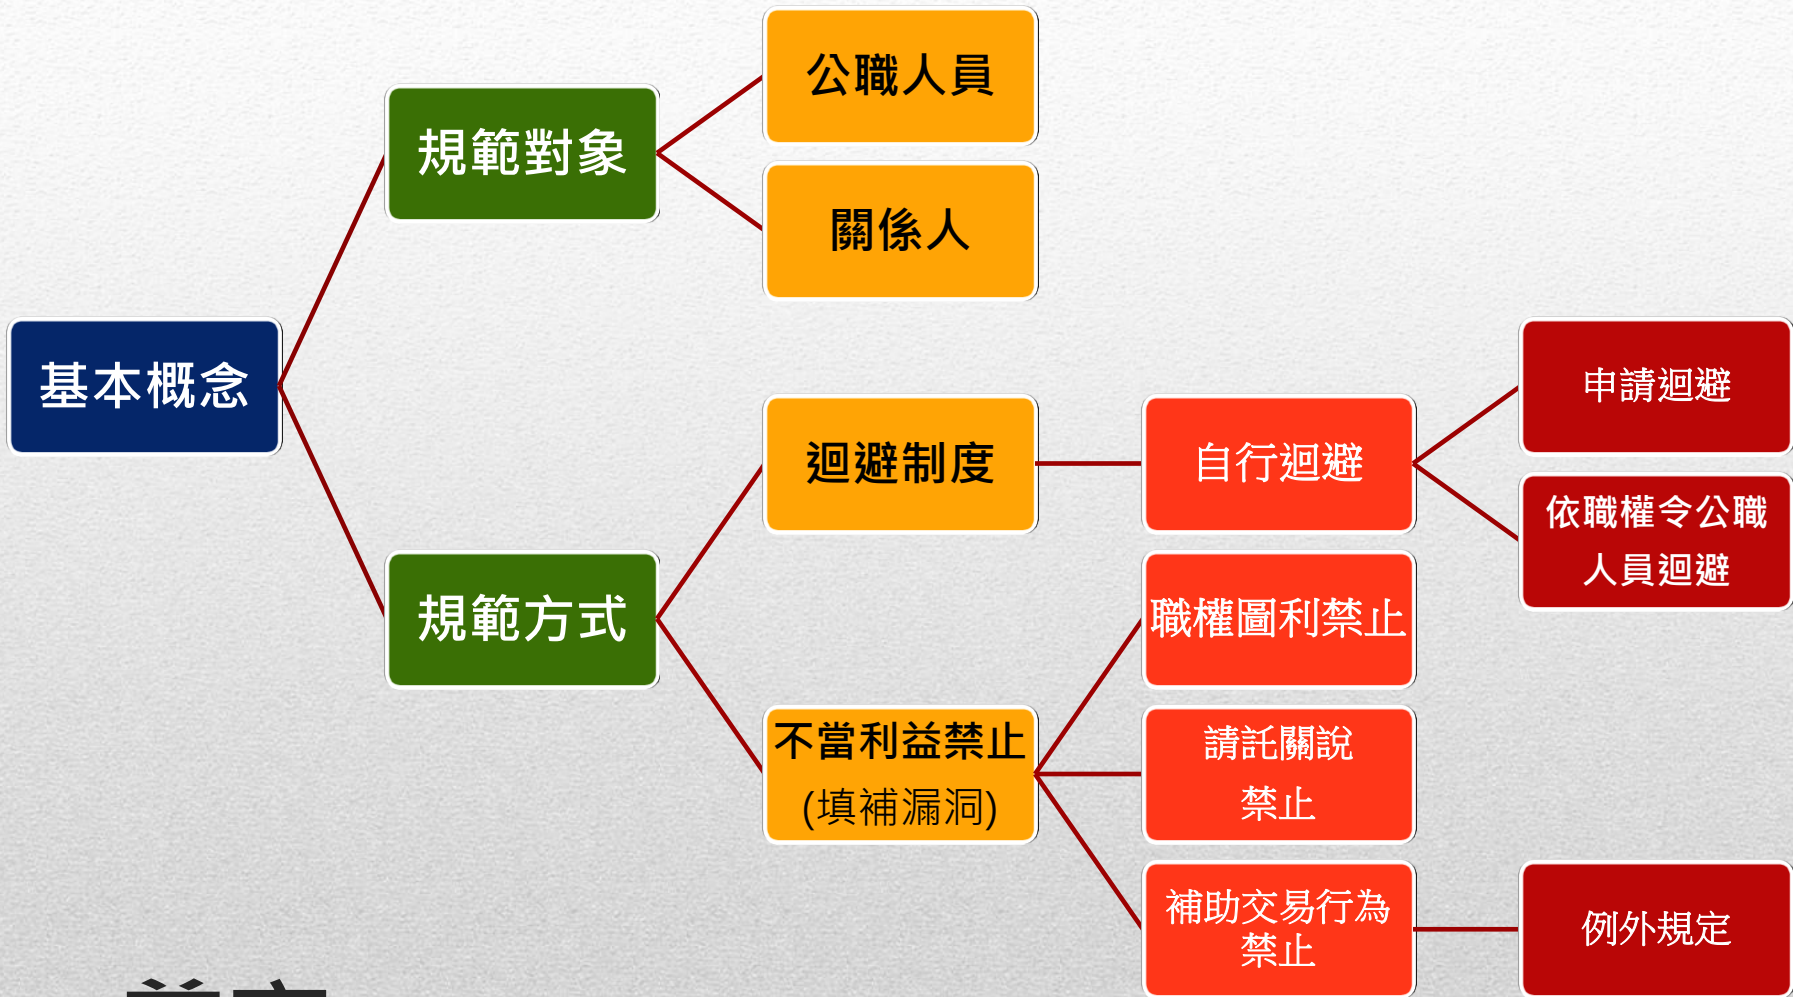 基本概念
規範對象
公職人員
關係人
規範方式
迴避制度
自行迴避
申請迴避
依職權令公職
人員迴避
不當利益禁止
(填補漏洞)
職權圖利禁止
請託關說
禁止
補助交易行為
禁止
例外規定